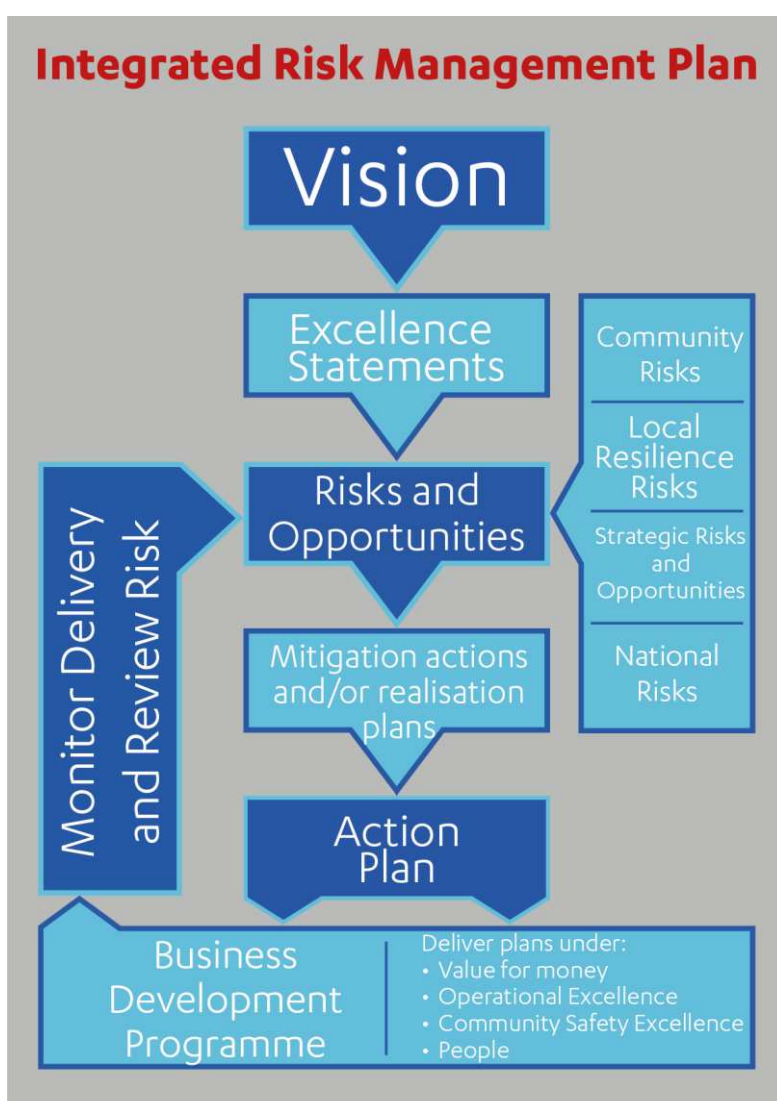 Integrated Risk Management Plan
Vision
Excellence
Statements
Community
Risks
Local
Resilience
Risks
Strategic Risks
and
Opportunities
National
Risks
Risks and
Opportunities
Monitor Delivery
and Review Risk
Mitigation actions
and/or realisation
plans
Action
Plan
Business
Development
Programme
Deliver plans under:
• Value for money
• Operational Excellence
• Community Safety Excellence
• People